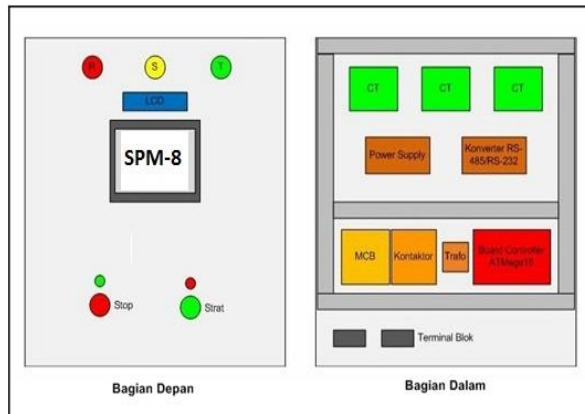 R S T
LCD
SPM-8
Stop
Strat
Bagian Depan
CT CT CT
Power Supply
Konverter RS-
485/RS-232
MCB
Kontaktor
Trafo
Board Controller
ATMega16
Terminal Blok
Bagian Dalam